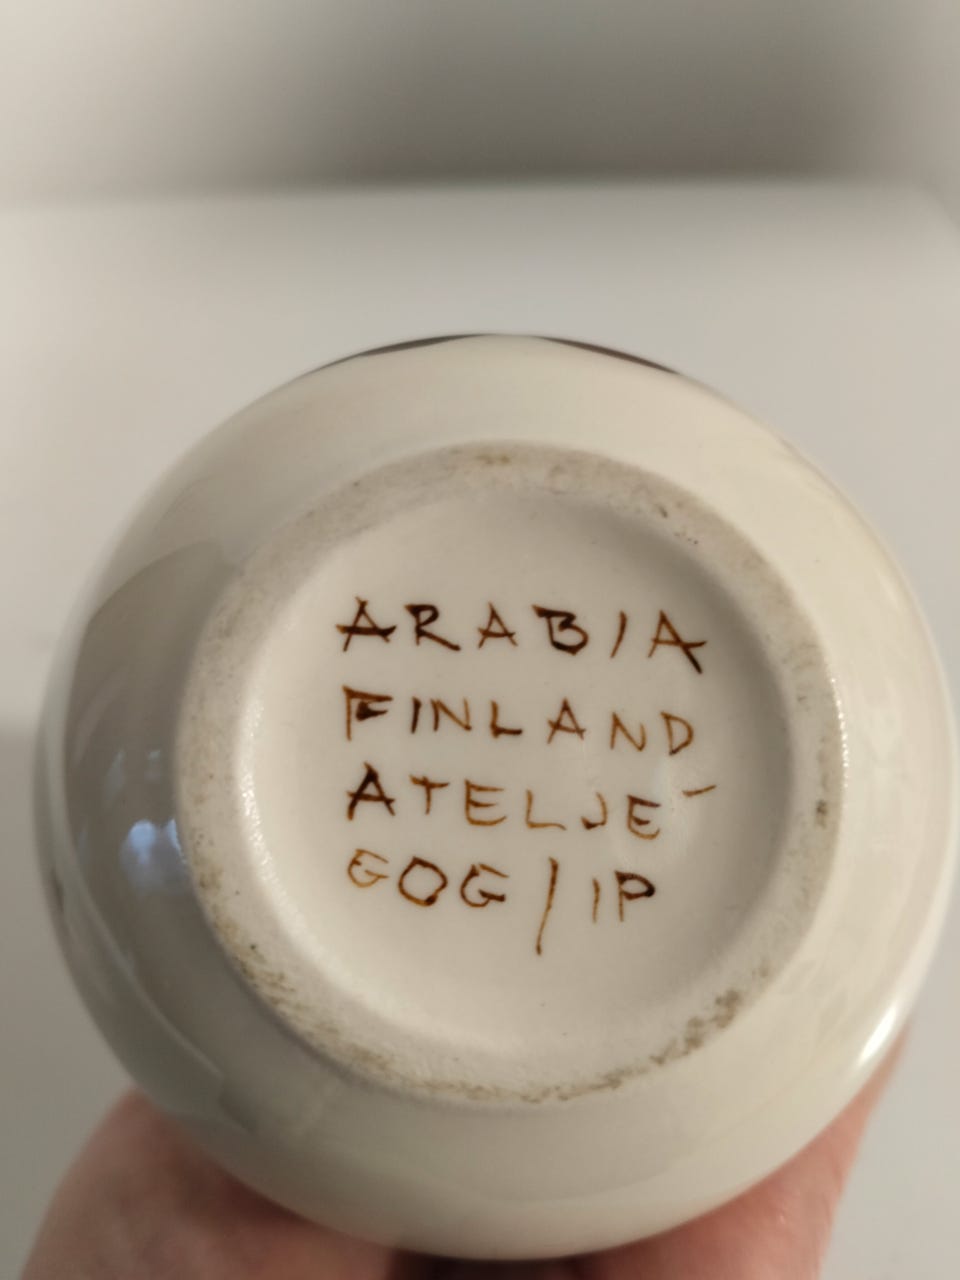 ARABIA
FINLAND
ATELJE´
GOG/IP